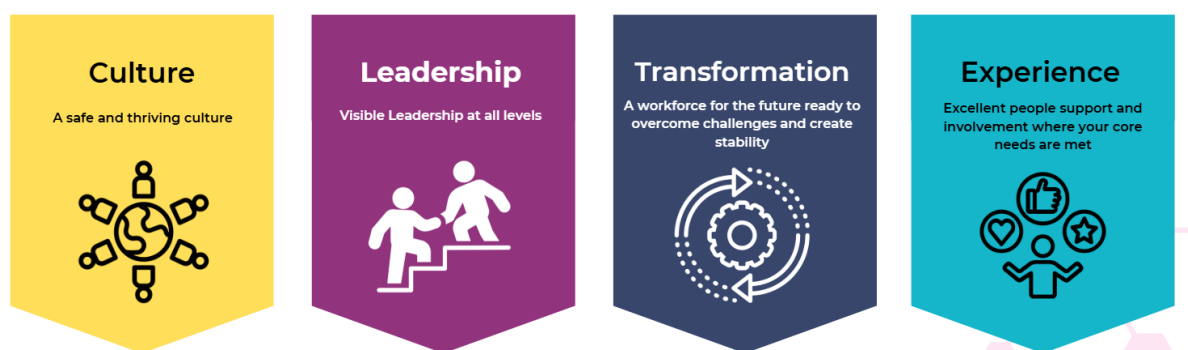 Culture
A safe and thriving culture
Leadership
Visible Leadership at all levels
Transformation
A workforce for the future ready to
overcome challenges and create
stability
Experience
Excellent people support and
involvement where your core
needs are met